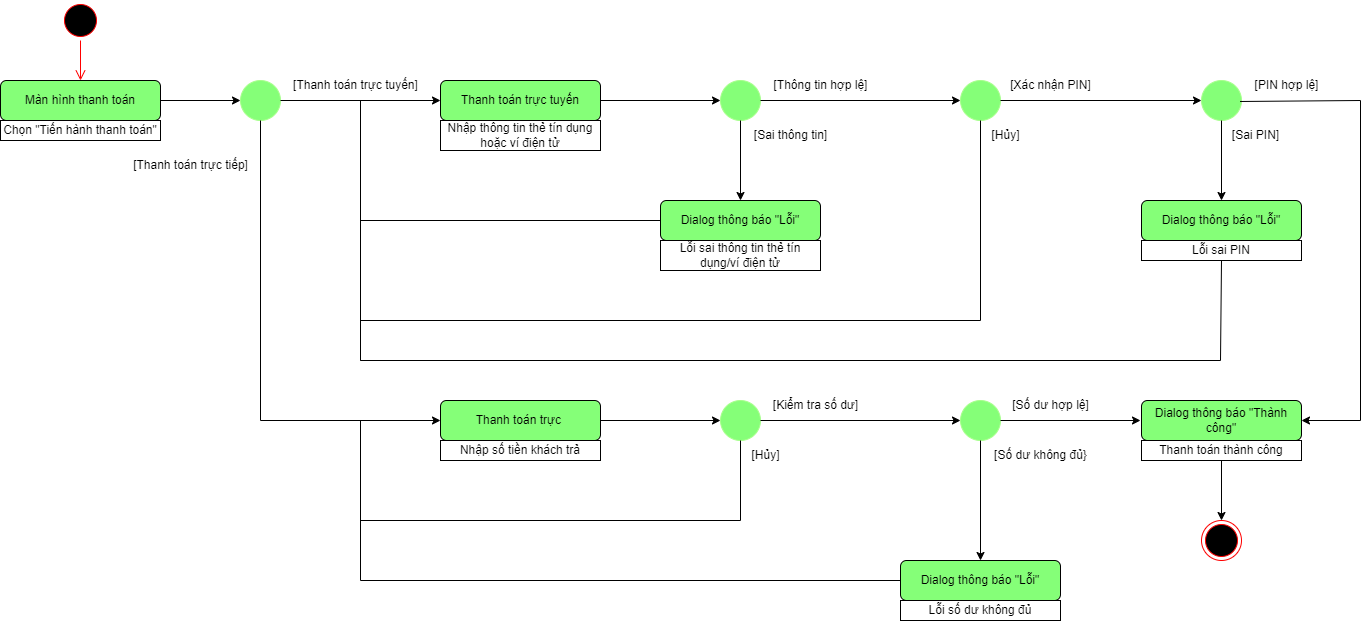 [Thanh toán trực tuyến]
[Thông tin hợp lệ]
[Xác nhận PIN]
[PIN hợp lệ]
Màn hình thanh toán
Chọn "Tiến hành thanh toán"
Thanh toán trực tuyến
Nhập thông tin thẻ tín dụng
hoặc ví điện tử
[Sai thông tin]
[Hủy]
[Sai PIN]
[Thanh toán trực tiếp]
Dialog thông báo "Lỗi"
Lỗi sai thông tin thẻ tín
dụng/ví điện tử
Dialog thông báo "Lỗi"
Lỗi sai PIN
[Kiểm tra số dư]
[Số dư hợp lệ]
Thanh toán trực
Nhập số tiền khách trả
Dialog thông báo "Thành
công"
Thanh toán thành công
[Hủy]
[Số dư không đủ}
Dialog thông báo "Lỗi"
Lỗi số dư không đủ